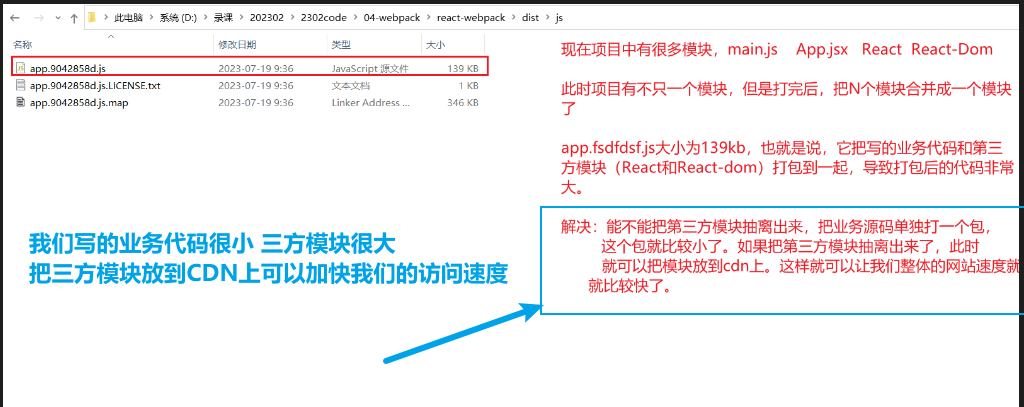 此电脑 › 系统 (D:) › 录课 › 202302 › 2302code › 04-webpack › react-webpack › dist › js
名称 修改日期 类型 大小
app.9042858d.js 2023-07-19 9:36 JavaScript 源文件 139 KB
app.9042858d.js.LICENSE.txt 2023-07-19 9:36 文本文档 1 KB
app.9042858d.js.map 2023-07-19 9:36 Linker Address ... 346 KB
现在项目中有很多模块，main.js App.jsx React React-Dom
此时项目有不只一个模块，但是打完后，把N个模块合并成一个模块
了
app.fsdfdsf.js大小为139kb，也就是说，它把写的业务代码和第三
方模块（React和React-dom）打包到一起，导致打包后的代码非常
大。
解决：能不能把第三方模块抽离出来，把业务源码单独打一个包，
这个包就比较小了。如果把第三方模块抽离出来了，此时
就可以把模块放到cdn上。这样就可以让我们整体的网站速度就
就比较快了。
我们写的业务代码很小 三方模块很大
把三方模块放到CDN上可以加快我们的访问速度